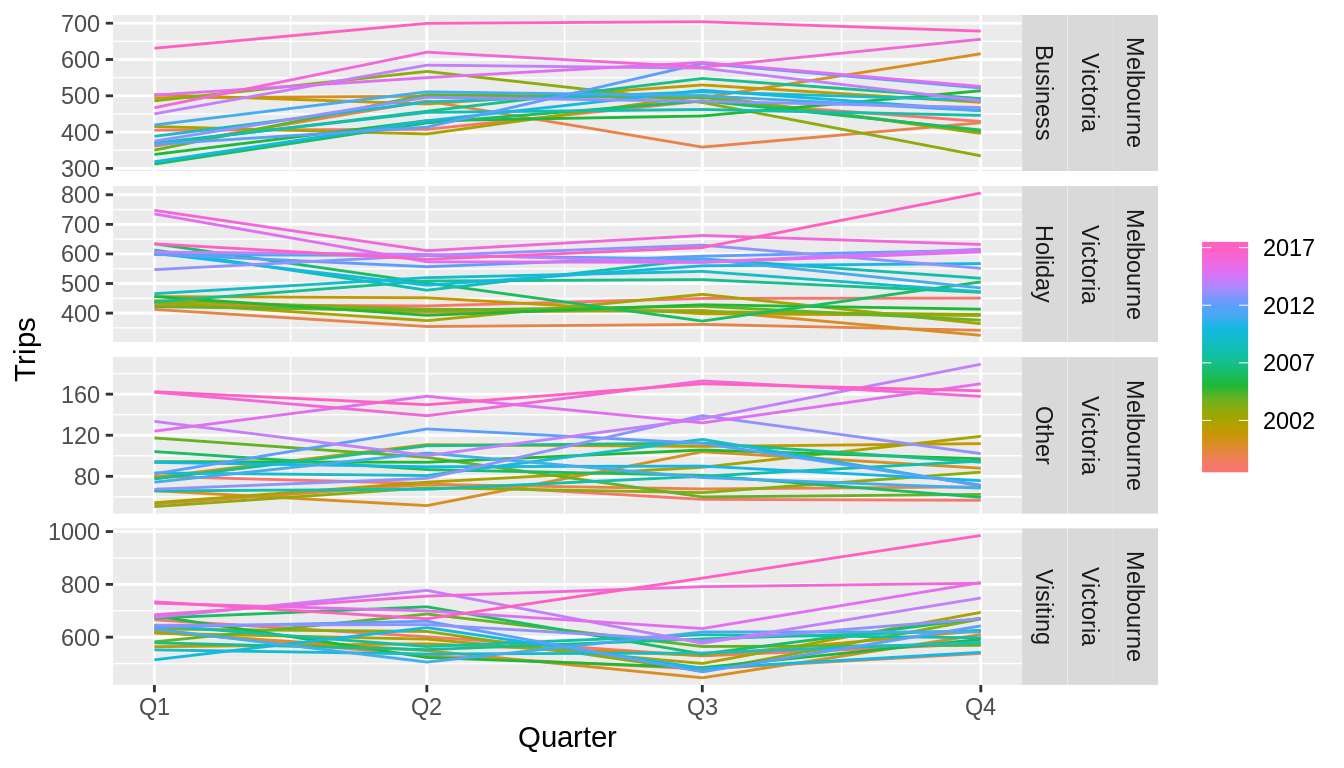 Trips
700
600
500
400
300
Business
Victoria
Melbourne
800
700
600
500
400
Holiday
Victoria
Melbourne
160
120
80
Other
Victoria
Melbourne
1000
800
600
Visiting
Victoria
Melbourne
Q1 Q2 Q3 Q4
Quarter
2017
2012
2007
2002